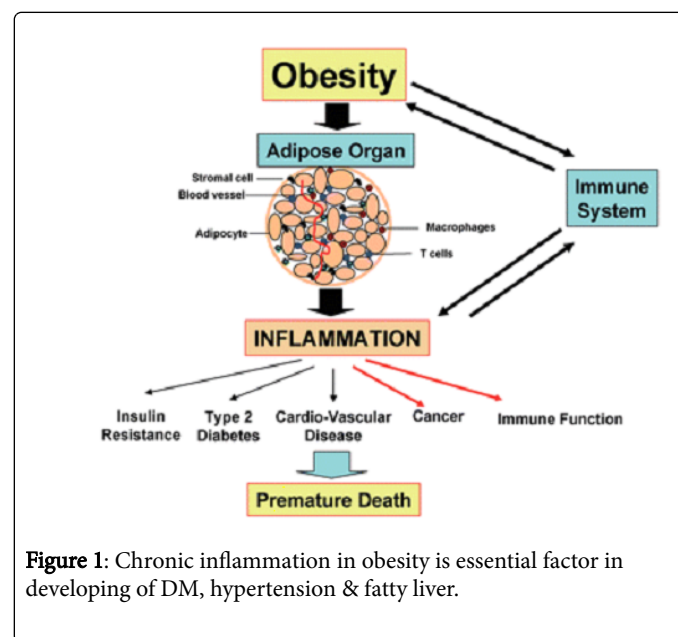 Obesity
Adipose Organ
Stromal cell
Blood vessel
Adipocyte
Macrophages
T cells
Immune
System
INFLAMMATION
Insulin
Resistance
Type 2
Diabetes
Cardio-Vascular
Disease
Cancer
Immune Function
Premature Death
Figure 1: Chronic inflammation in obesity is essential factor in
developing of DM, hypertension & fatty liver.